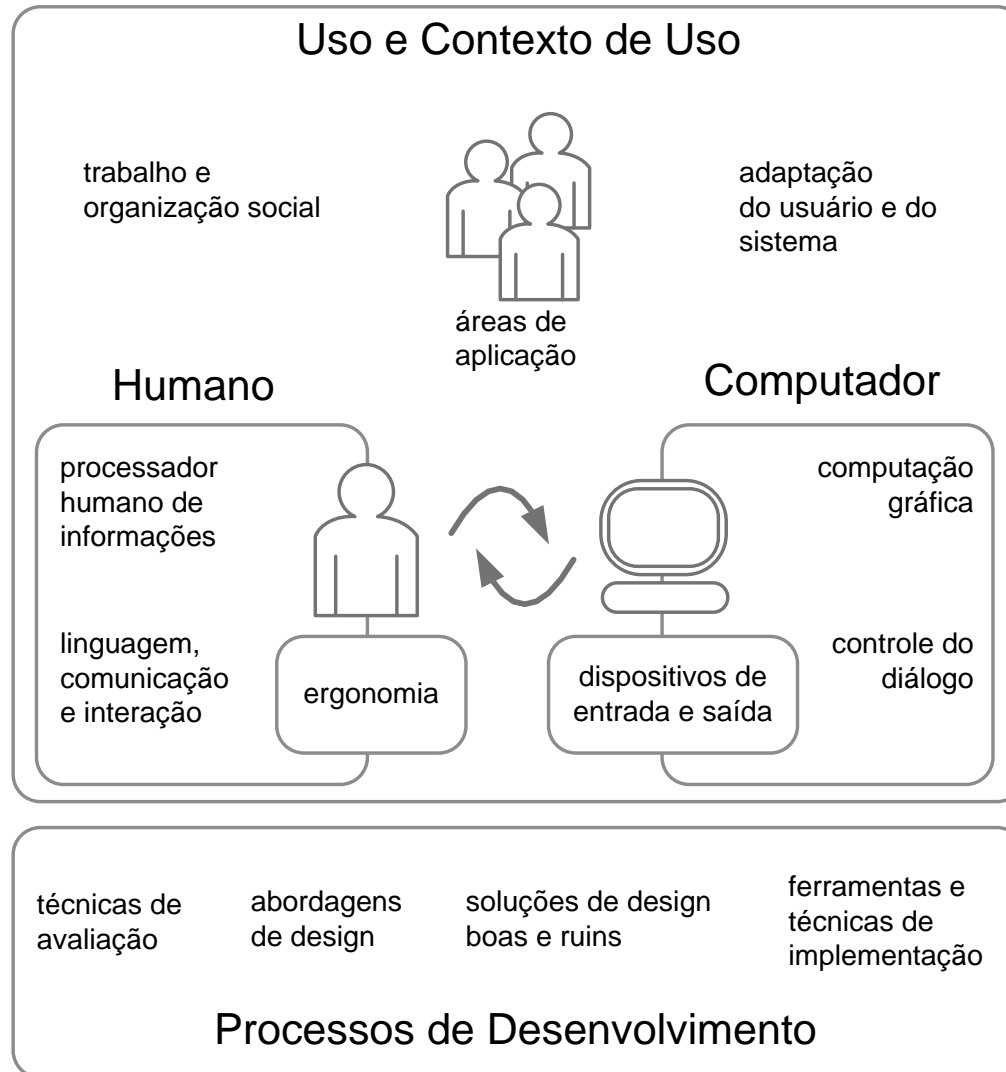 Uso e Contexto de Uso
trabalho e
organização social
adaptação
do usuário e do
sistema
áreas de
aplicação
Humano
Computador
processador
humano de
informações
linguagem,
comunicação
e interação
ergonomia
dispositivos de
entrada e saída
computação
gráfica
controle do
diálogo
técnicas de
avaliação
abordagens
de design
soluções de design
boas e ruins
ferramentas e
técnicas de
implementação
Processos de Desenvolvimento